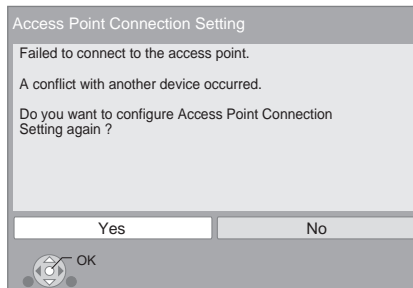 Access Point Connection Setting
Failed to connect to the access point.
A conflict with another device occurred.
Do you want to configure Access Point Connection
Setting again ?
Yes
No
OK